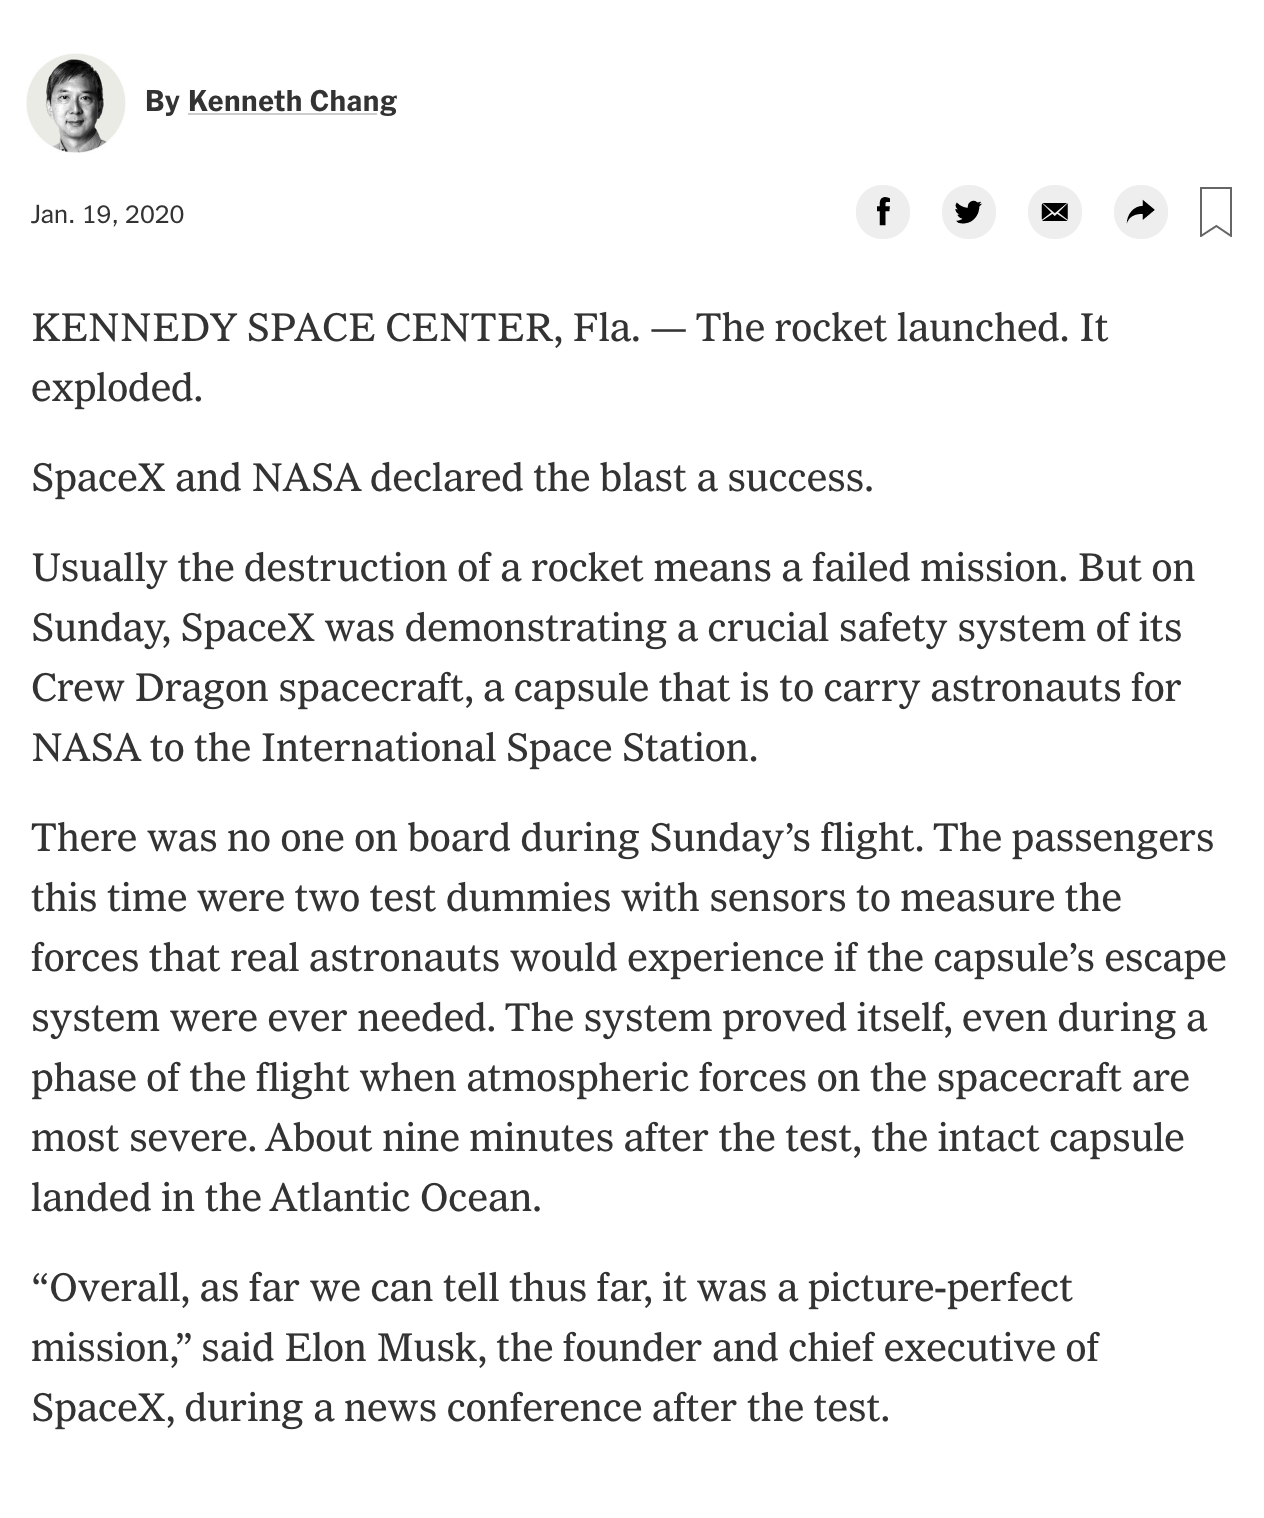 By Kenneth Chang
Jan. 19, 2020
KENNEDY SPACE CENTER, Fla. — The rocket launched. It
exploded.
SpaceX and NASA declared the blast a success.
Usually the destruction of a rocket means a failed mission. But on
Sunday, SpaceX was demonstrating a crucial safety system of its
Crew Dragon spacecraft, a capsule that is to carry astronauts for
NASA to the International Space Station.
There was no one on board during Sunday’s flight. The passengers
this time were two test dummies with sensors to measure the
forces that real astronauts would experience if the capsule’s escape
system were ever needed. The system proved itself, even during a
phase of the flight when atmospheric forces on the spacecraft are
most severe. About nine minutes after the test, the intact capsule
landed in the Atlantic Ocean.
“Overall, as far we can tell thus far, it was a picture-perfect
mission,” said Elon Musk, the founder and chief executive of
SpaceX, during a news conference after the test.